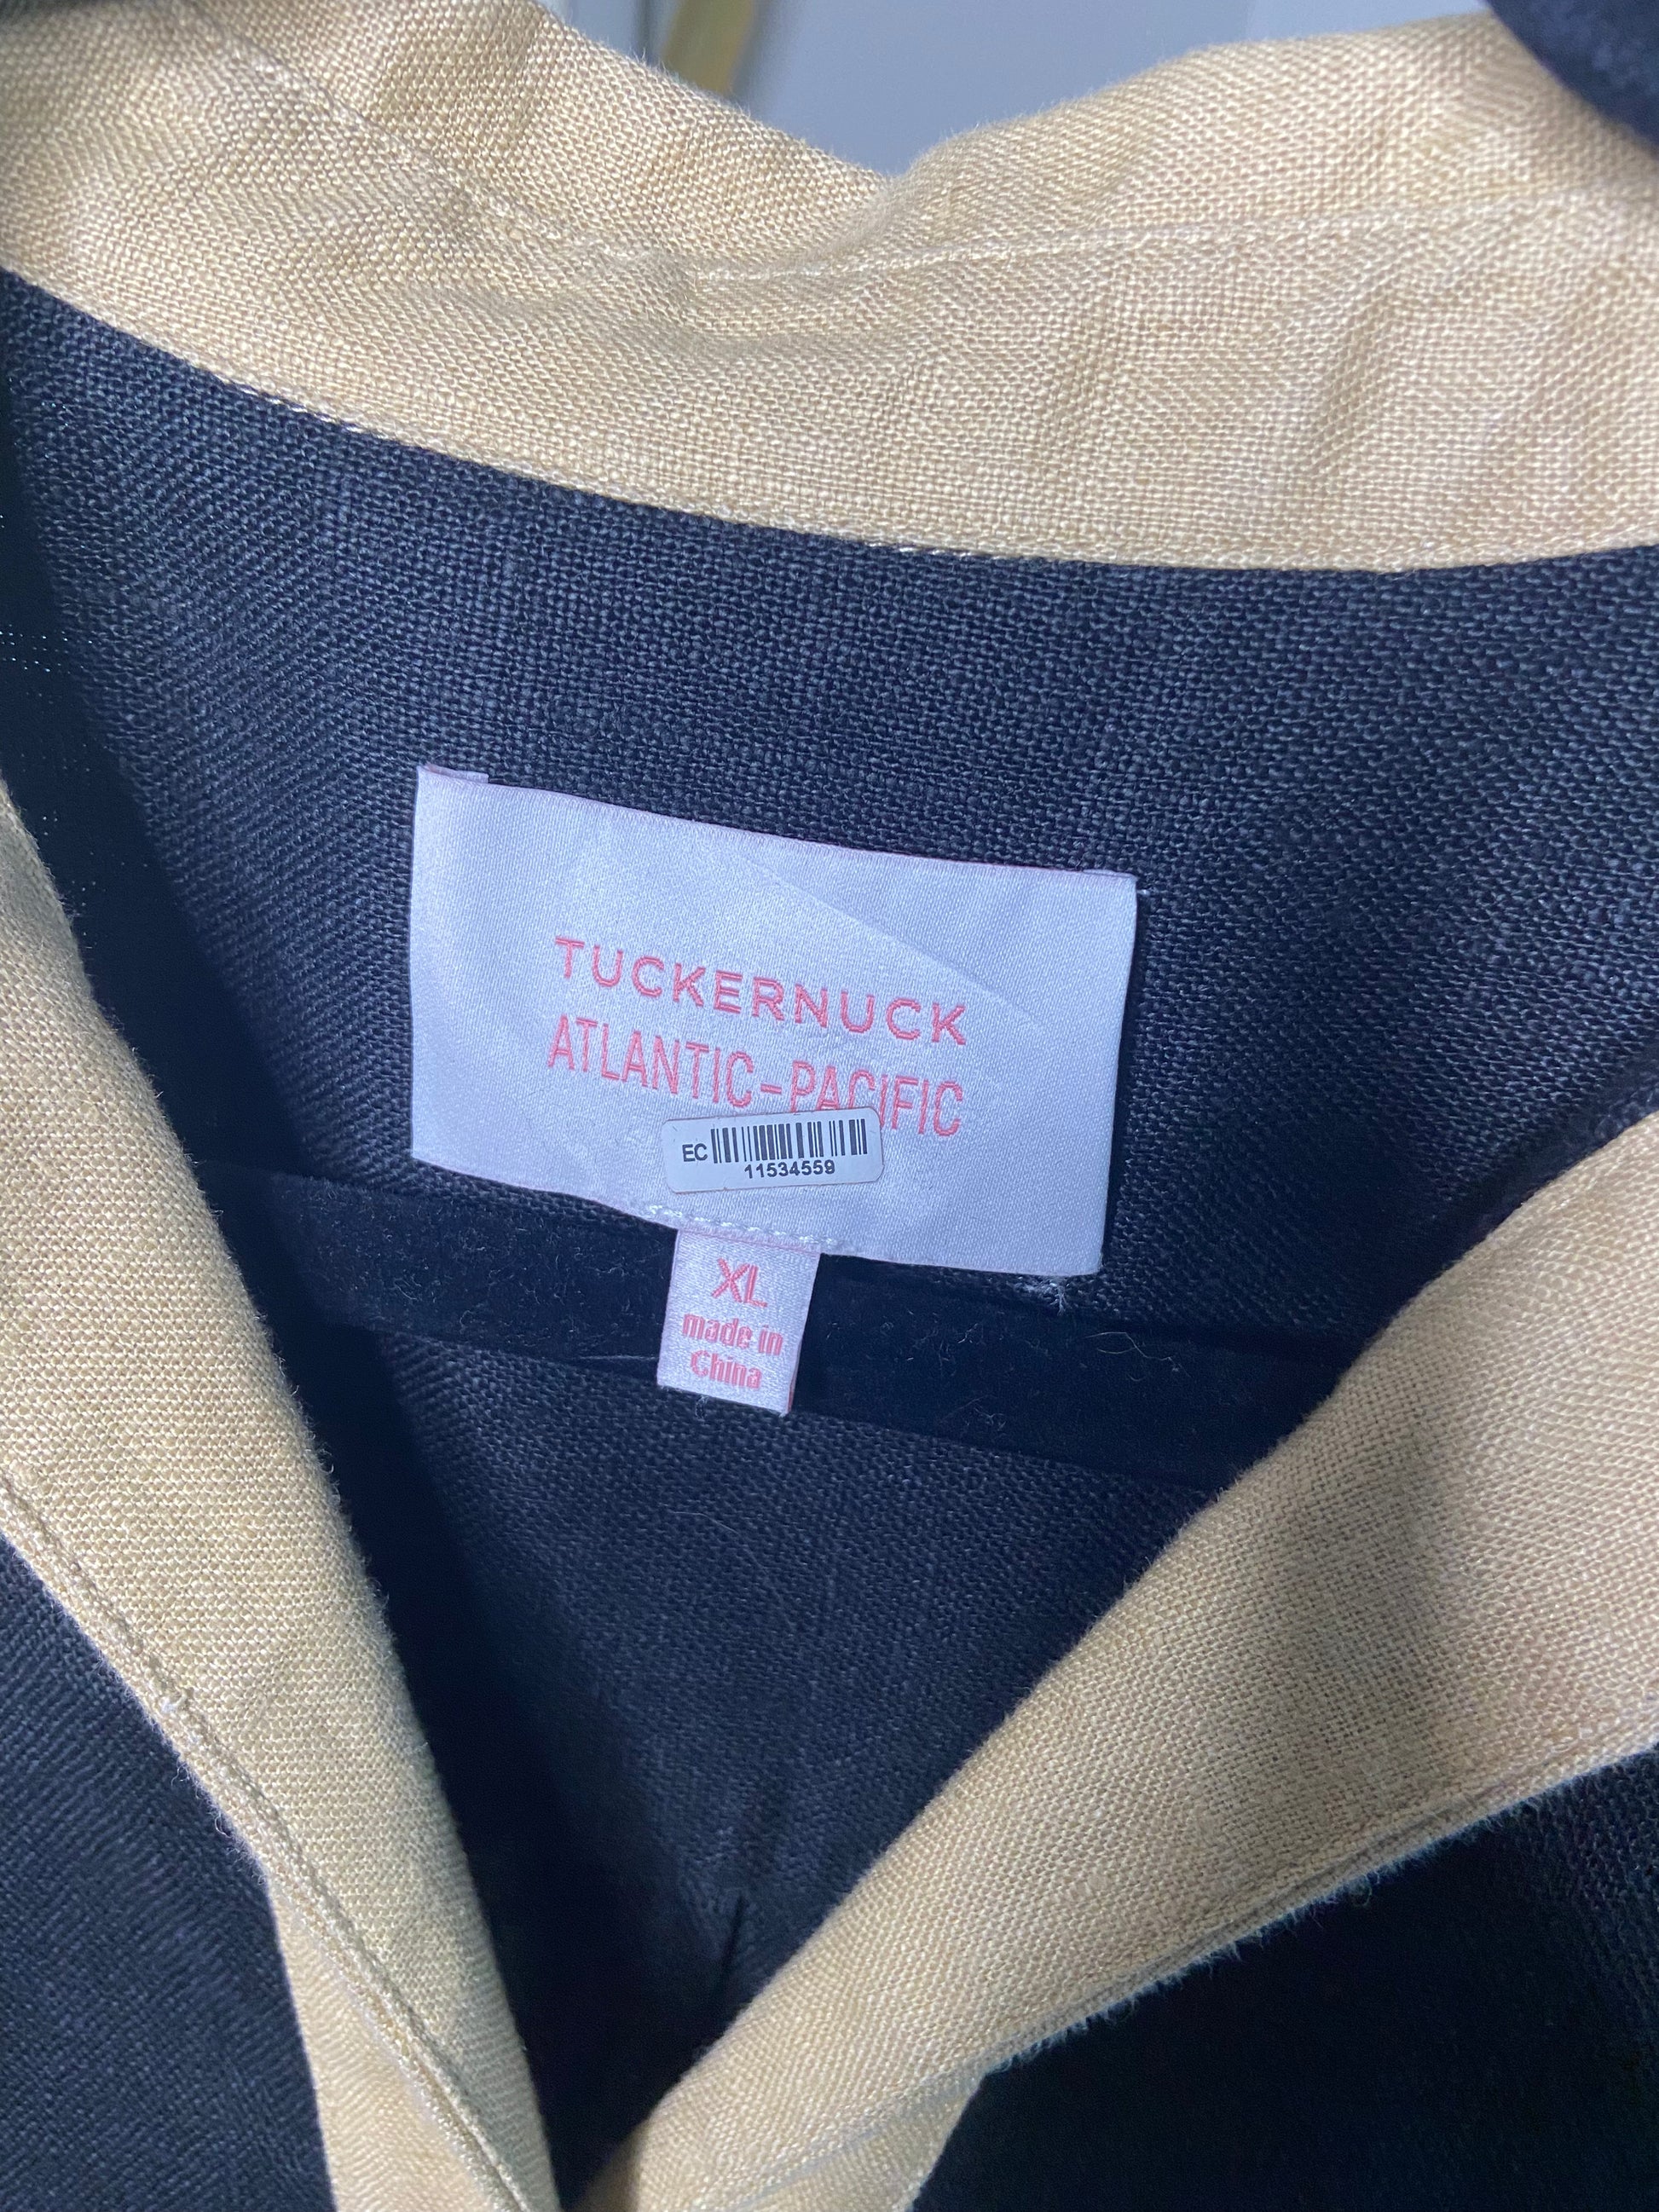 TUCKERNUCK
ATLANTIC-PACIFIC
EC
11534559
XL
made in
China